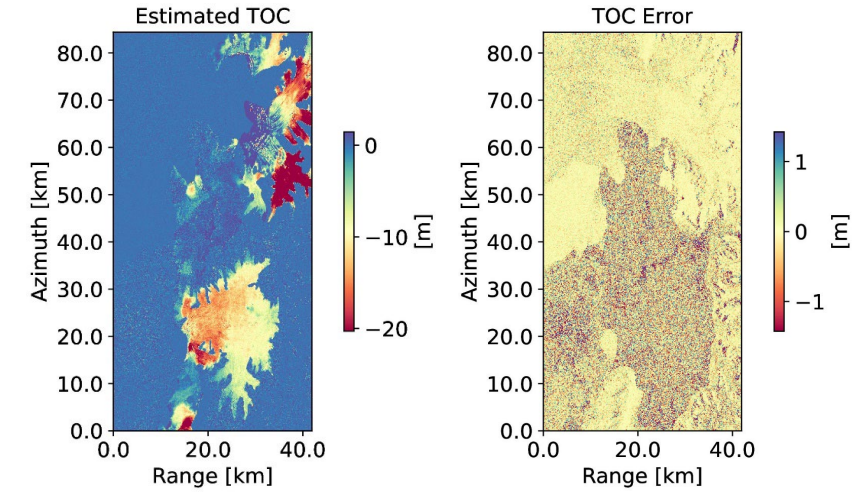 Estimated TOC
80.0
70.0
60.0
50.0
40.0
30.0
20.0
10.0
0.0
Azimuth [km]
0.0 20.0 40.0
Range [km]
0
−10
−20
[m]
TOC Error
80.0
70.0
60.0
50.0
40.0
30.0
20.0
10.0
0.0
Azimuth [km]
0.0 20.0 40.0
Range [km]
1
0
−1
[m]